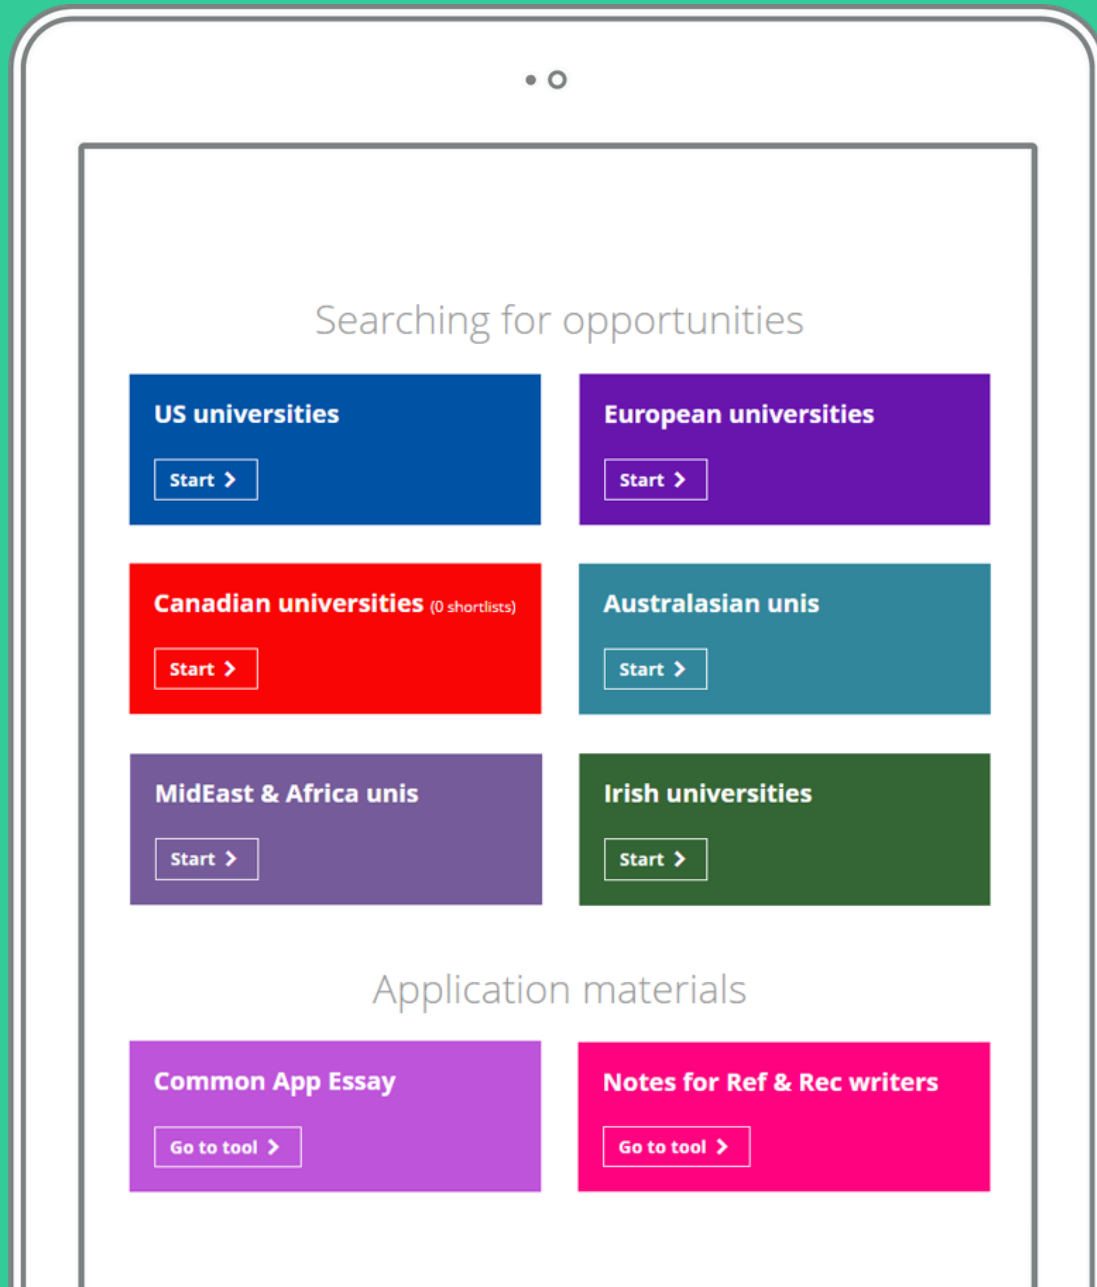 Searching for opportunities
US universities
Start
European universities
Start
Canadian universities (0 shortlists)
Start
Australasian unis
Start
MidEast & Africa unis
Start
Irish universities
Start
Application materials
Common App Essay
Go to tool
Notes for Ref & Rec writers
Go to tool